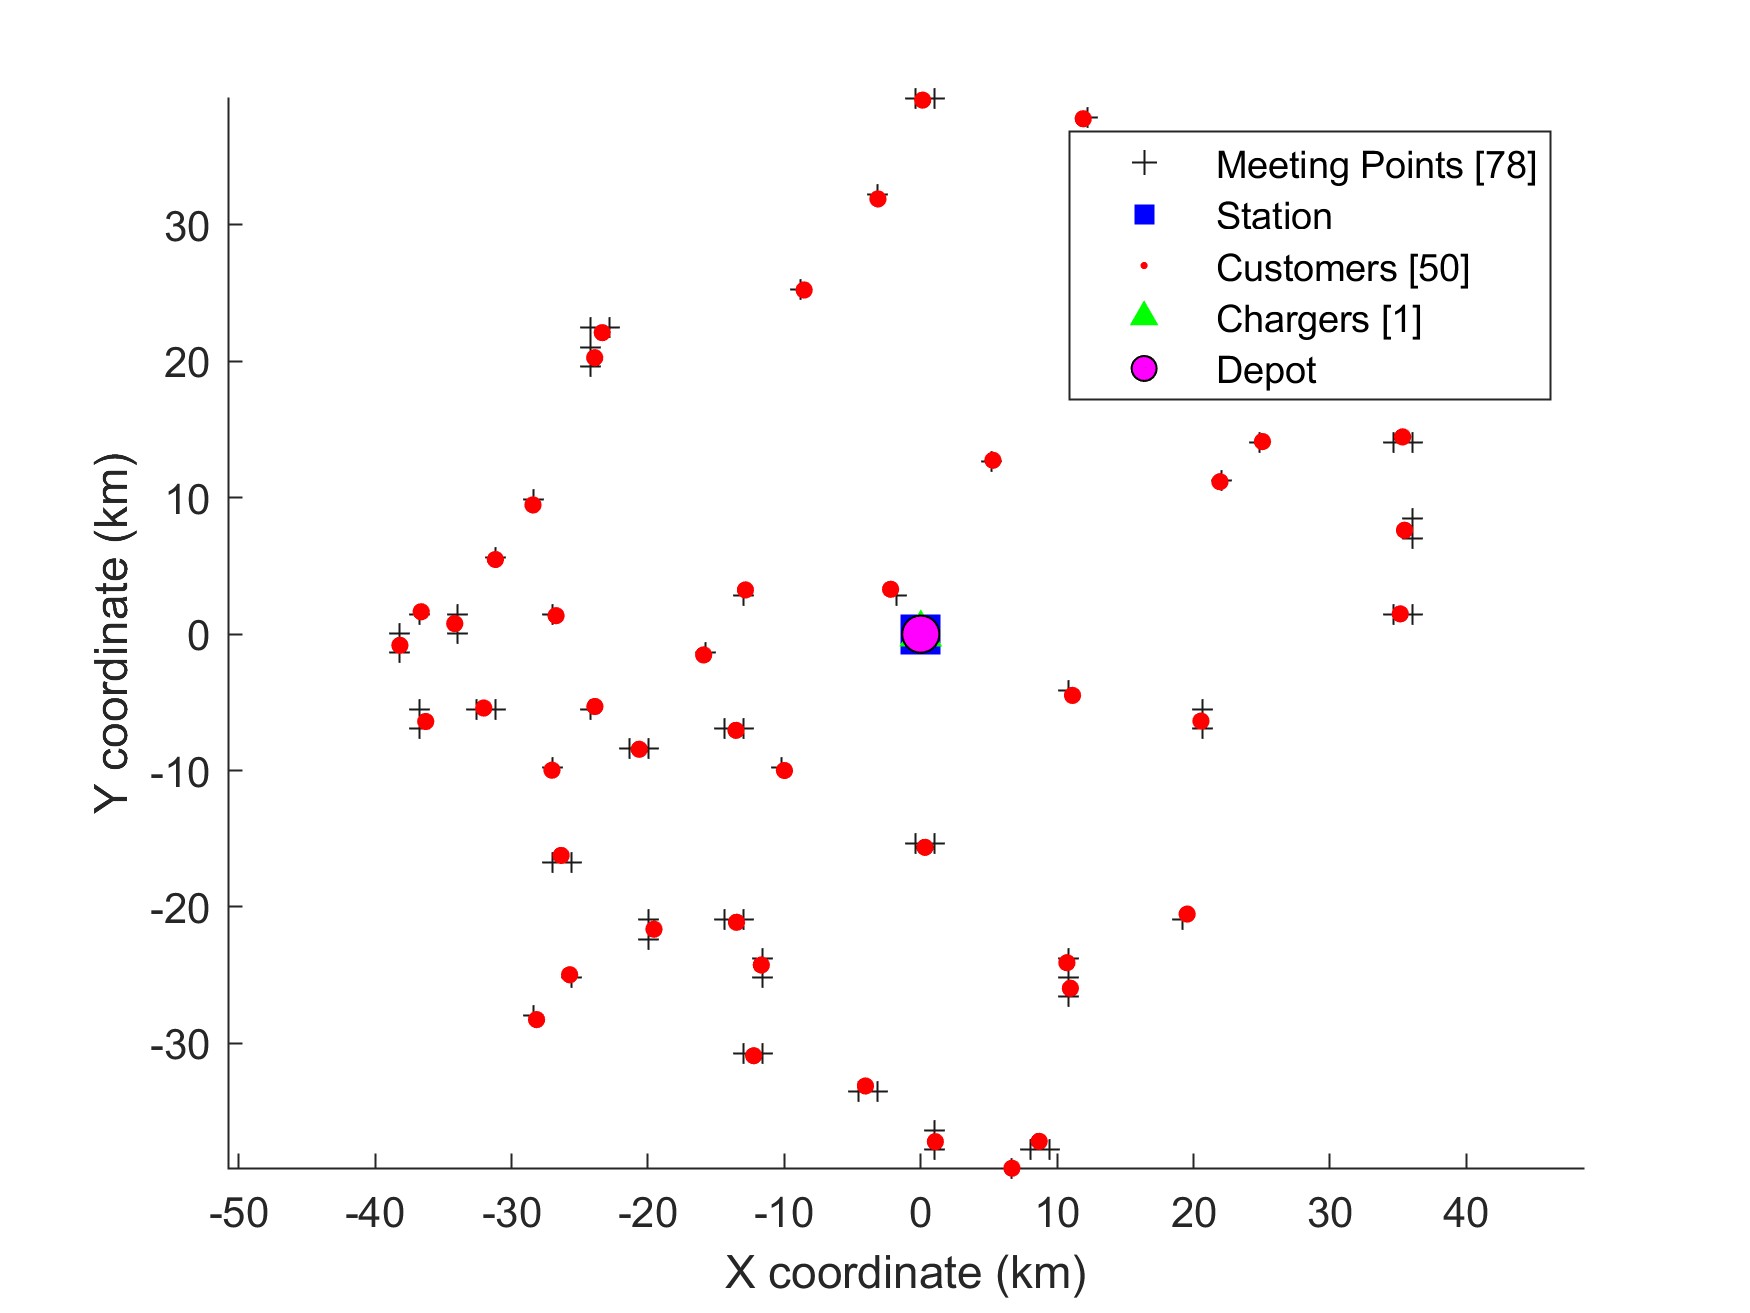 Meeting Points [78]
Station
Customers [50]
Chargers [1]
Depot
30
20
10
0
-10
-20
-30
Y coordinate (km)
-50 -40 -30 -20 -10 0 10 20 30 40
X coordinate (km)